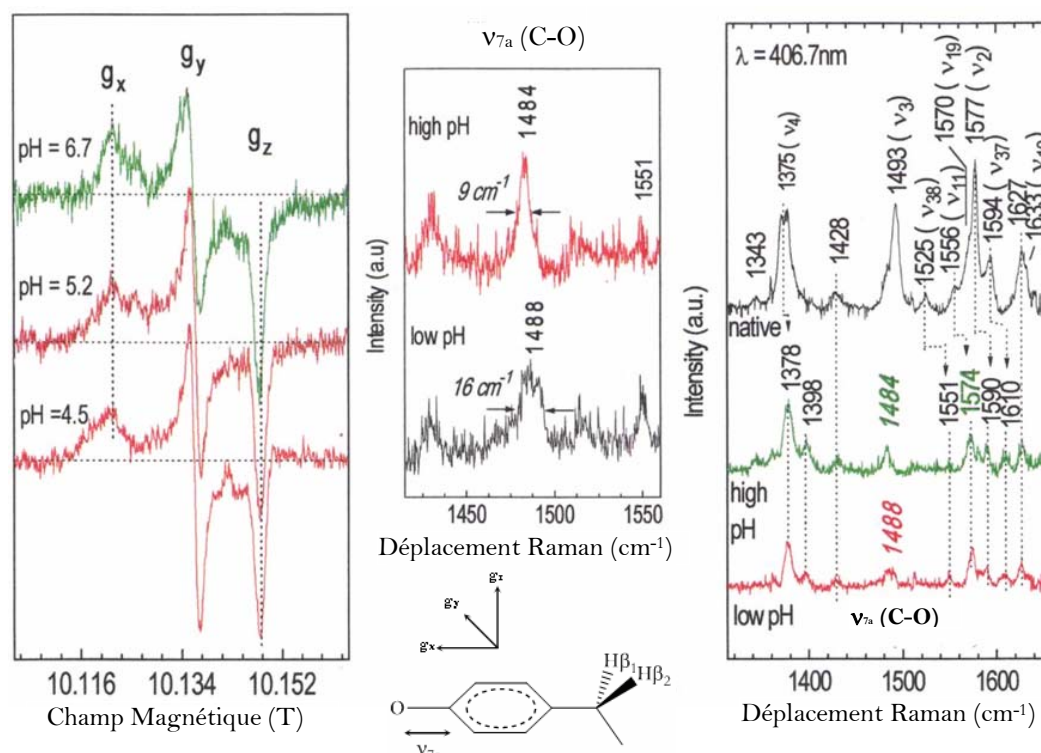 gx
gy
gz
pH = 6.7
pH = 5.2
pH =4.5
10.116 10.134 10.152
Champ Magnétique (T)
ν7a (C-O)
high pH
1484
9 cm-1
1551
low pH
1488
16 cm-1
Intensity (a.u)
1450 1500 1550
Déplacement Raman (cm-1)
gz
gy
gx
Hβ1
Hβ2
O
1400 1500 1600
λ = 406.7nm
1343
1375( ν4)
1428
1493 ( ν3)
1525( ν38)
1556 ( ν11)
1570 ( ν19)
1577 ( ν2)
1594 ( ν37)
1627
native
1378
1398
1484
1551
1574
1590
1610
high
pH
1488
low pH
ν7a (C-O)
Intensity (a.u.)
1400 1500 1600
Déplacement Raman (cm-1)